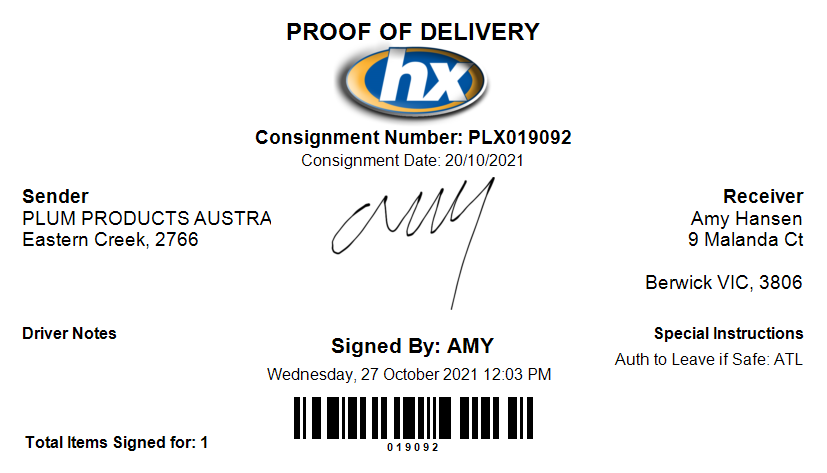 PROOF OF DELIVERY
hx
Consignment Number: PLX019092
Consignment Date: 20/10/2021
Sender
PLUM PRODUCTS AUSTRA
Eastern Creek, 2766
Amy
Receiver
Amy Hansen
9 Malanda Ct
Berwick VIC, 3806
Driver Notes
Signed By: AMY
Wednesday, 27 October 2021 12:03 PM
Special Instructions
Auth to Leave if Safe: ATL
019092
Total Items Signed for: 1